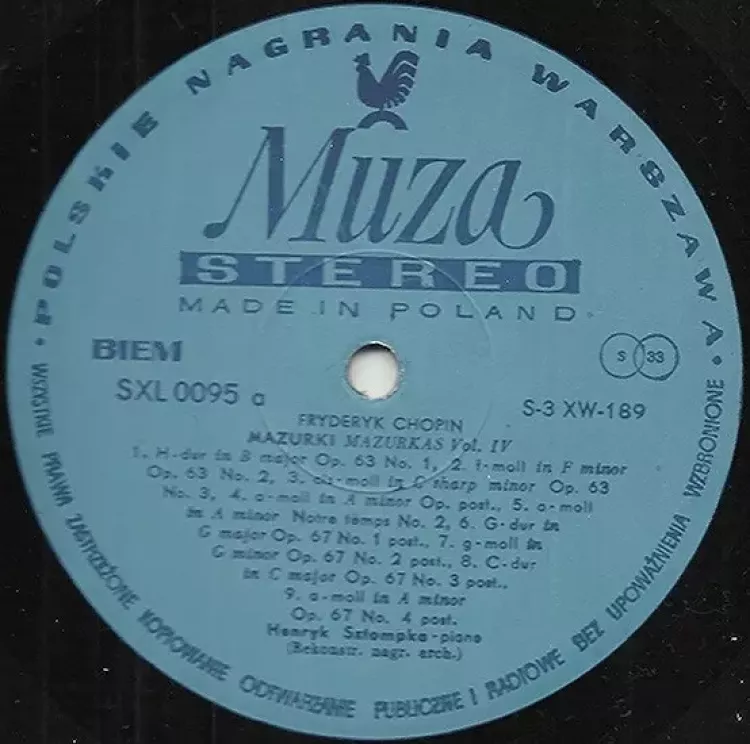 • POLSKIE NAGRANIA WARSZAWA •
Muza
STEREO
MADE IN POLAND
BIEM
S 33
SXL 0095 a
S-3 XW-189
FRYDERYK CHOPIN
MAZURKI MAZURKAS Vol. IV
1. H-dur in B major Op. 63 No. 1, 2. f-moll in F minor
Op. 63 No. 2, 3. cis-moll in C sharp minor Op. 63
No. 3, 4. a-moll in A minor Op. post., 5. a-moll
in A minor Notre temps No. 2, 6. G-dur in
G major Op. 67 No. 1 post., 7. g-moll in
G minor Op. 67 No. 2 post., 8. C-dur
in C major Op. 67 No. 3 post.,
9. a-moll in A minor
Op. 67 No. 4 post.
Henryk Sztompka - piano
(Rekonstr. nagr. arch.)
WSZYSTKIE PRAWA ZASTRZEŻONE KOPIOWANIE ODTWARZANIE PUBLICZNE I RADIOWE BEZ UPOWAŻNIENIA WZBRONIONE